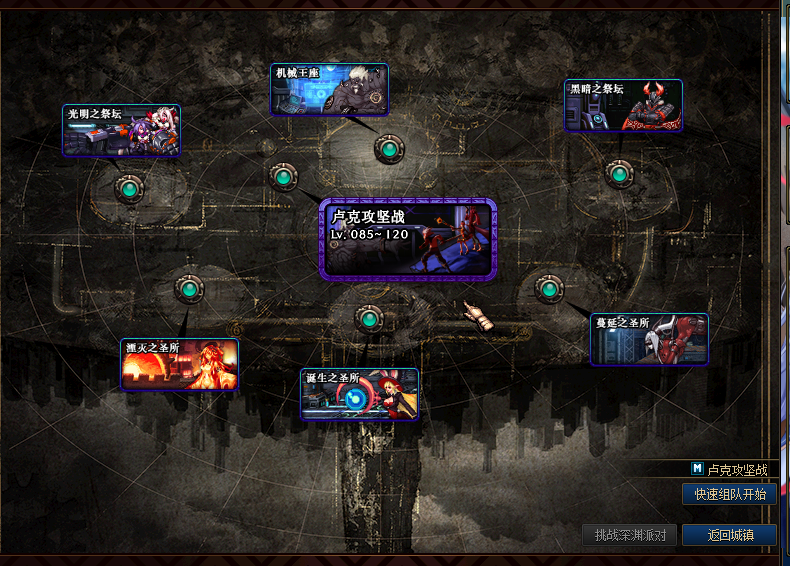 机械王座
黑暗之祭坛
光明之祭坛
卢克攻坚战
Lv. 085~120
蔓延之圣所
湮灭之圣所
诞生之圣所
M 卢克攻坚战
快速组队开始
挑战深渊派对
返回城镇